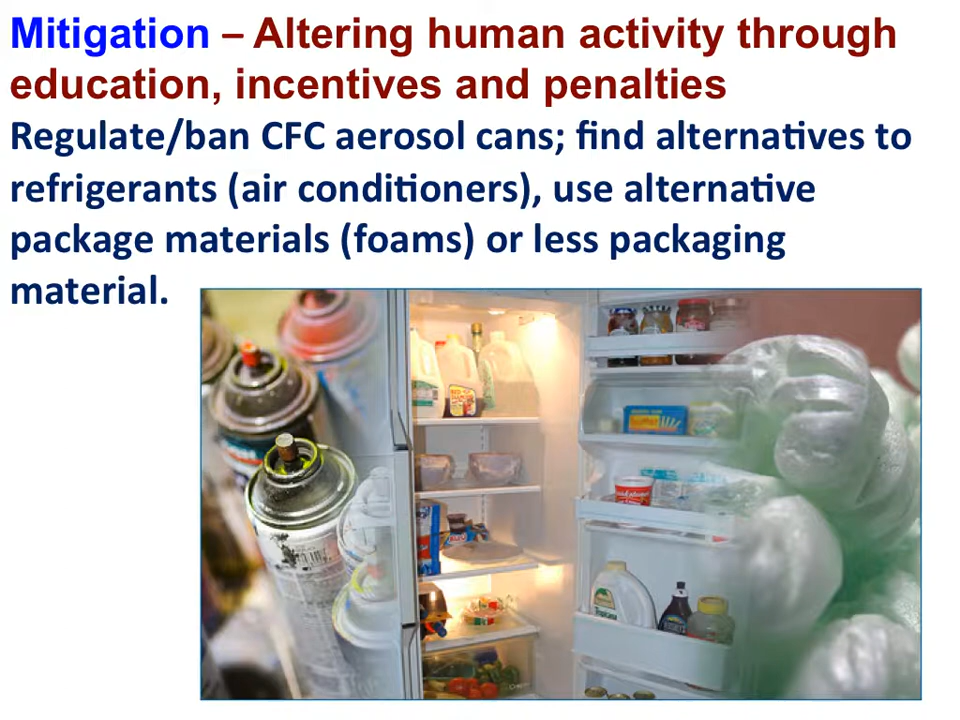 Mitigation – Altering human activity through
education, incentives and penalties
Regulate/ban CFC aerosol cans; find alternatives to
refrigerants (air conditioners), use alternative
package materials (foams) or less packaging
material.